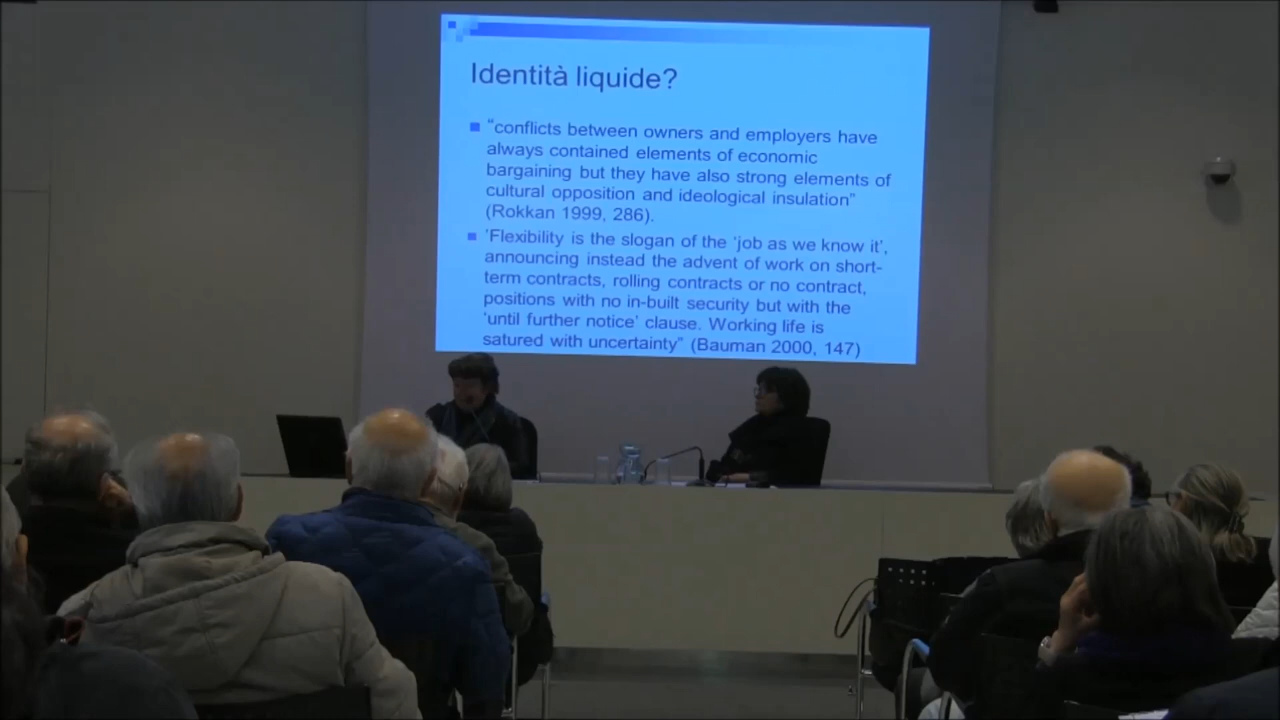 Identità liquide?
“conflicts between owners and employers have
always contained elements of economic
bargaining but they have also strong elements of
cultural opposition and ideological insulation”
(Rokkan 1999, 286).
‘Flexibility is the slogan of the ‘job as we know it’,
announcing instead the advent of work on short-
term contracts, rolling contracts or no contract,
positions with no in-built security but with the
‘until further notice’ clause. Working life is
satured with uncertainty” (Bauman 2000, 147)